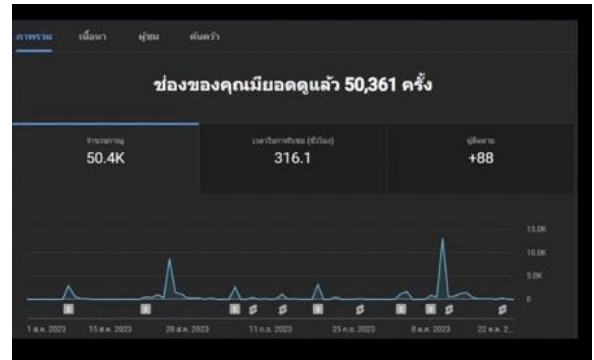 ภาพรวม เนื้อหา ผู้ชม ค้นคว้า
ช่องของคุณมียอดดูแล้ว 50,361 ครั้ง
จำนวนการดู เวลาในการรับชม (ชั่วโมง) ผู้ติดตาม
50.4K 316.1 +88
15.0K
10.0K
5.0K
0
1 ส.ค. 2023 15 ส.ค. 2023 28 ส.ค. 2023 11 ก.ย. 2023 25 ก.ย. 2023 8 ต.ค. 2023 22 ต.ค. 2...